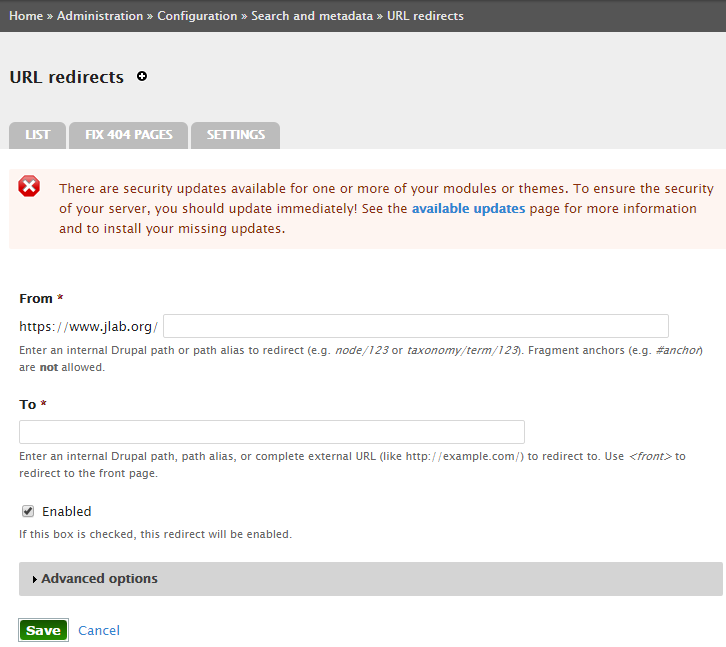 Home » Administration » Configuration » Search and metadata » URL redirects
URL redirects
LIST FIX 404 PAGES SETTINGS
There are security updates available for one or more of your modules or themes. To ensure the security
of your server, you should update immediately! See the available updates page for more information
and to install your missing updates.
From *
https://www.jlab.org/
Enter an internal Drupal path or path alias to redirect (e.g. node/123 or taxonomy/term/123). Fragment anchors (e.g. #anchor)
are not allowed.
To *
Enter an internal Drupal path, path alias, or complete external URL (like http://example.com/) to redirect to. Use <front> to
redirect to the front page.
Enabled
If this box is checked, this redirect will be enabled.
Advanced options
Save Cancel